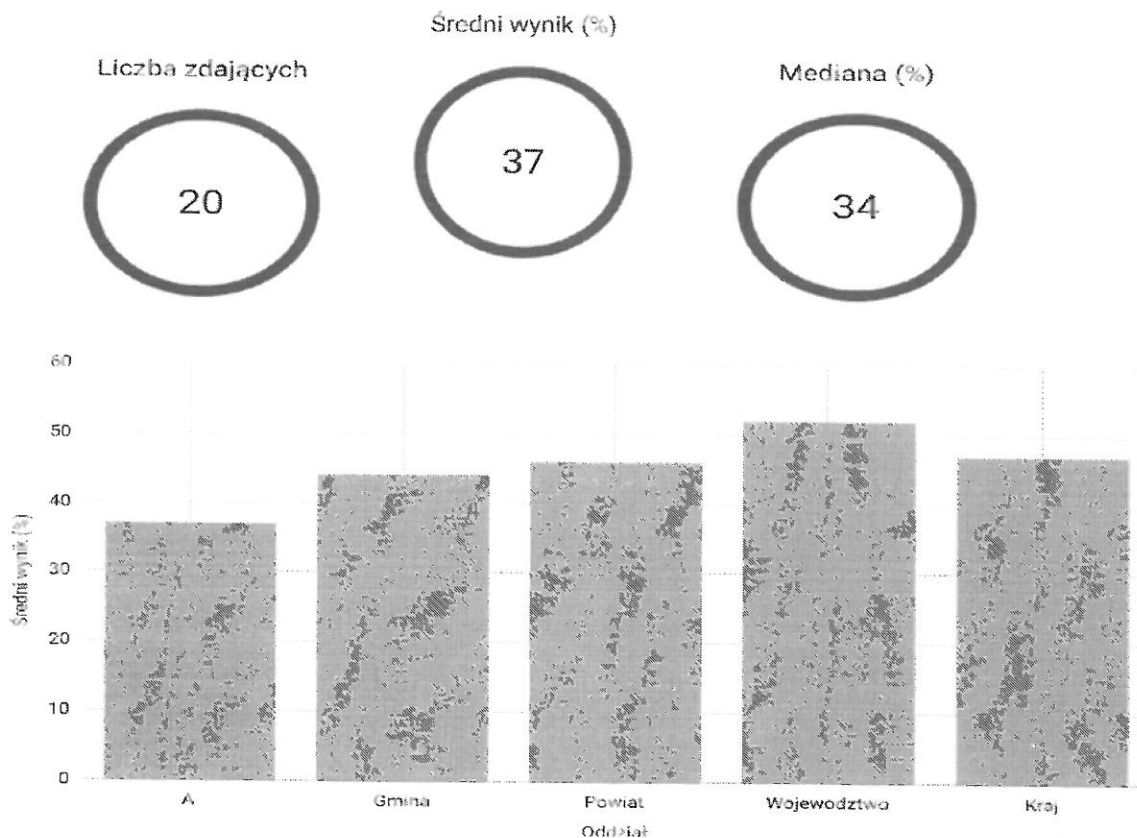 Średni wynik (%)
Liczba zdających
Mediana (%)
20
37
34
60
50
40
30
20
10
0
Średni wynik (%)
A
Gmina
Powiat
Województwo
Kraj
Oddział